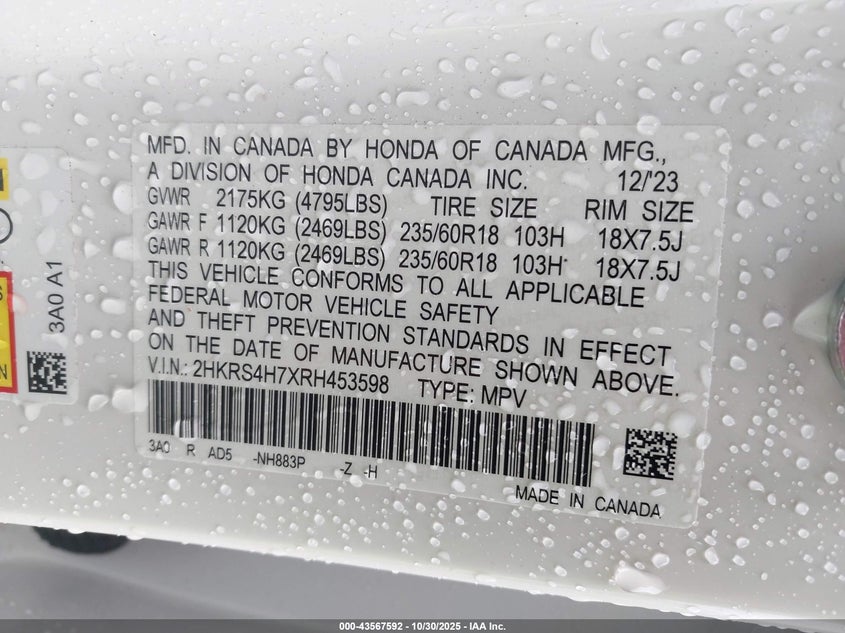 MFD. IN CANADA BY HONDA OF CANADA MFG.,
A DIVISION OF HONDA CANADA INC. 12/'23
GVWR 2175KG (4795LBS) TIRE SIZE RIM SIZE
GAWR F 1120KG (2469LBS) 235/60R18 103H 18X7.5J
GAWR R 1120KG (2469LBS) 235/60R18 103H 18X7.5J
THIS VEHICLE CONFORMS TO ALL APPLICABLE
FEDERAL MOTOR VEHICLE SAFETY
AND THEFT PREVENTION STANDARDS IN EFFECT
ON THE DATE OF MANUFACTURE SHOWN ABOVE.
V.I.N.: 2HKRS4H7XRH453598 TYPE: MPV
3A0 R AD5 -NH883P -Z -H
MADE IN CANADA
3A0 A1
000-43567592 | 10/30/2025 - IAA Inc.